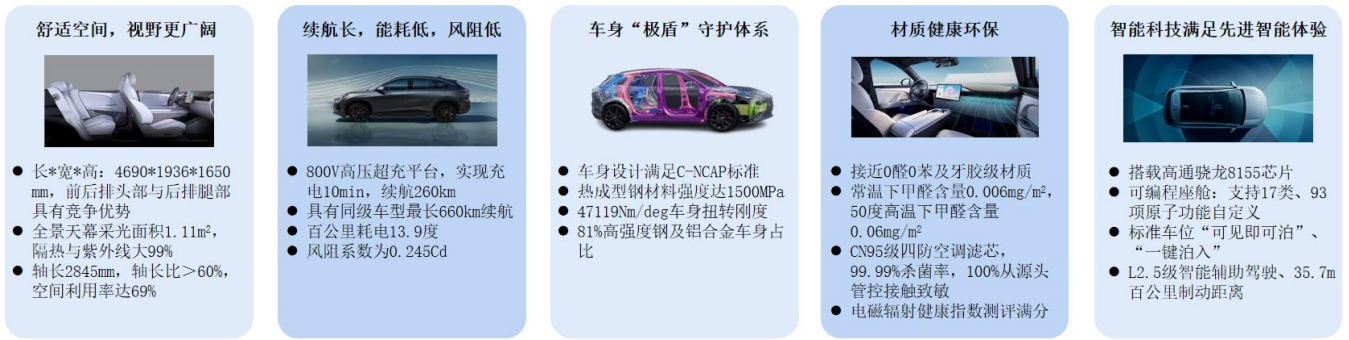 舒适空间，视野更广阔
● 长*宽*高：4690*1936*1650
mm，前后排头部与后排腿部
具有竞争优势
● 全景天幕采光面积1.11m²，
隔热与紫外线大99%
● 轴长2845mm，轴长比＞60%，
空间利用率达69%
续航长，能耗低，风阻低
● 800V高压超充平台，实现充
电10min，续航260km
● 具有同级车型最长660km续航
● 百公里耗电13.9度
● 风阻系数为0.245Cd
车身“极盾”守护体系
● 车身设计满足C-NCAP标准
● 热成型钢材料强度达1500MPa
● 47119Nm/deg车身扭转刚度
● 81%高强度钢及铝合金车身占
比
材质健康环保
● 接近0醛0苯及牙胶级材质
● 常温下甲醛含量0.006mg/m²，
50度高温下甲醛含量
0.06mg/m²
● CN95级四防空调滤芯，
99.99%杀菌率，100%从源头
管控接触致敏
● 电磁辐射健康指数测评满分
智能科技满足先进智能体验
● 搭载高通骁龙8155芯片
● 可编程座舱：支持17类、93
项原子功能自定义
● 标准车位“可见即可泊”、
“一键泊入”
● L2.5级智能辅助驾驶、35.7m
百公里制动距离